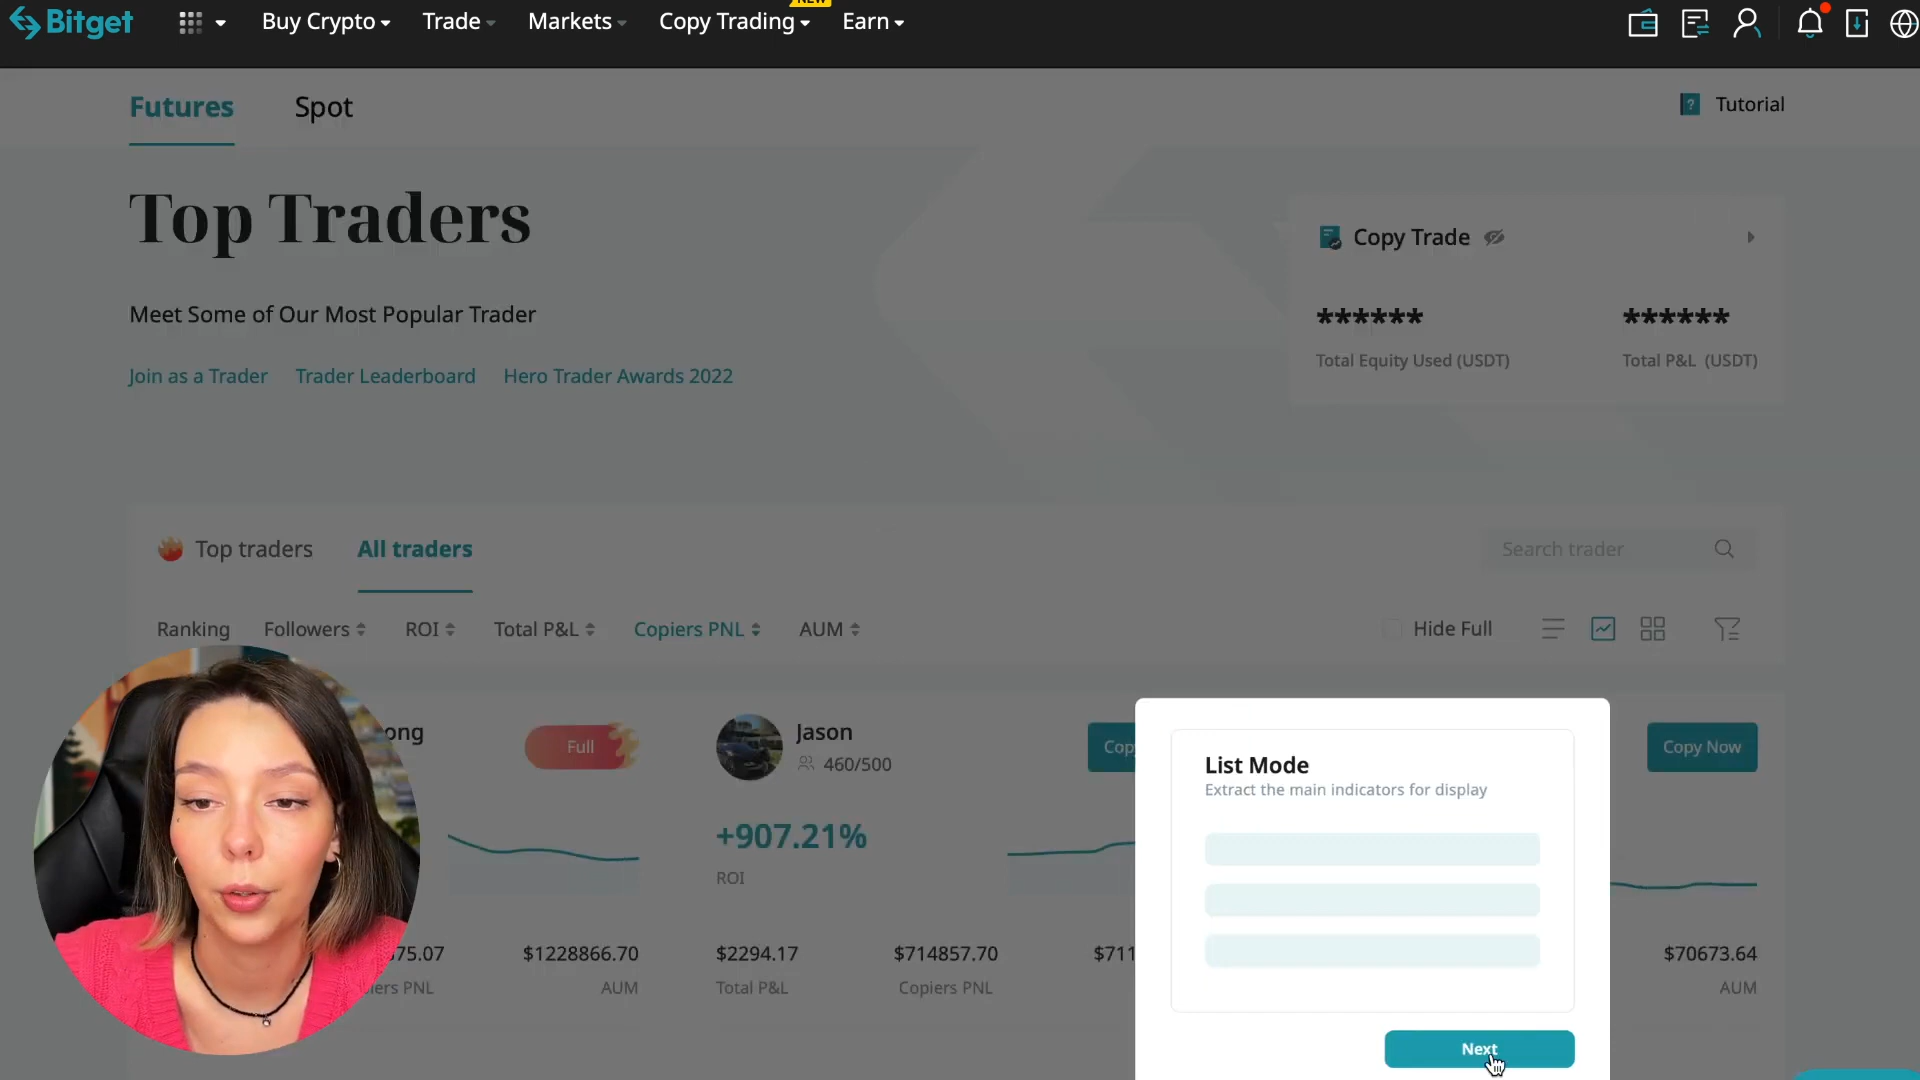 Bitget
Buy Crypto
Trade
Markets
Copy Trading
NEW
Earn
Futures
Spot
Tutorial
Top Traders
Meet Some of Our Most Popular Trader
Join as a Trader
Trader Leaderboard
Hero Trader Awards 2022
Copy Trade
******
******
Total Equity Used (USDT)
Total P&L (USDT)
Top traders
All traders
Search trader
Ranking
Followers
ROI
Total P&L
Copiers PNL
AUM
Hide Full
ong
Full
Jason
460/500
Cop
Copy Now
+907.21%
ROI
75.07
$1228866.70
iers PNL
AUM
$2294.17
$714857.70
$711
Total P&L
Copiers PNL
$70673.64
AUM
List Mode
Extract the main indicators for display
Next